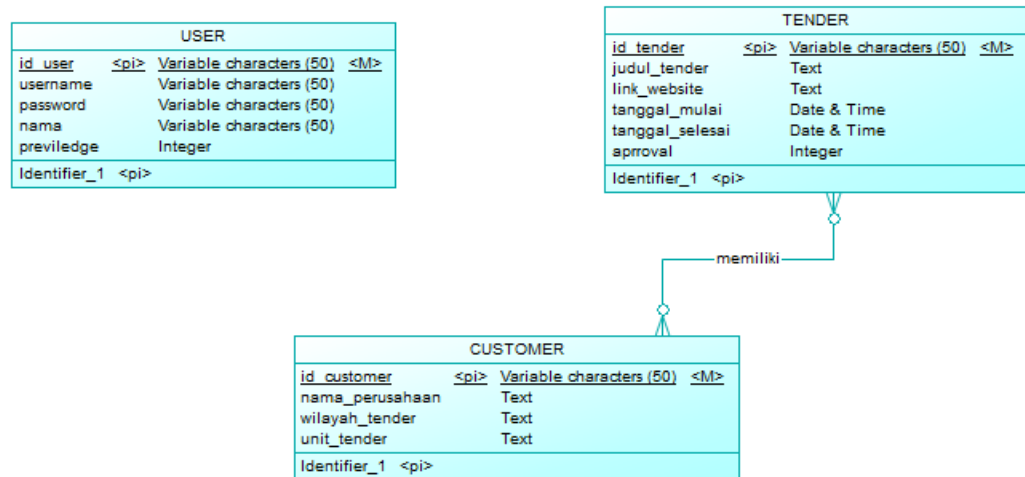 USER
id_user <pi> Variable characters (50) <M>
username Variable characters (50)
password Variable characters (50)
nama Variable characters (50)
previledge Integer
Identifier_1 <pi>
TENDER
id_tender <pi> Variable characters (50) <M>
judul_tender Text
link_website Text
tanggal_mulai Date & Time
tanggal_selesai Date & Time
aprroval Integer
Identifier_1 <pi>
memiliki
CUSTOMER
id_customer <pi> Variable characters (50) <M>
nama_perusahaan Text
wilayah_tender Text
unit_tender Text
Identifier_1 <pi>